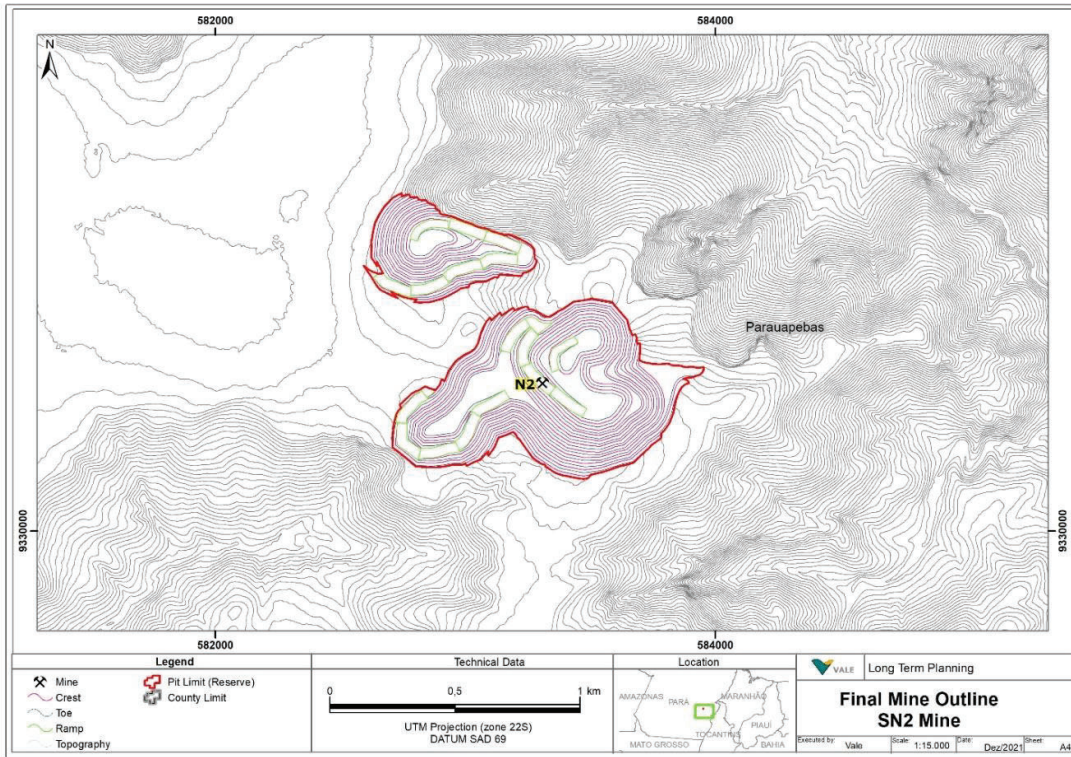 582000
584000
N
Parauapebas
N2
9330000
9330000
582000
584000
Legend
Mine
Crest
Toe
Ramp
Topography
Pit Limit (Reserve)
County Limit
Technical Data
0
0,5
1 km
UTM Projection (zone 22S)
DATUM SAD 69
Location
AMAZONAS
PARÁ
MARANHÃO
PIAUÍ
TOCANTINS
MATO GROSSO
BAHIA
VALE
Long Term Planning
Final Mine Outline
SN2 Mine
Executed by:
Vale
Scale:
1:15.000
Date:
Dez/2021
Sheet:
A4